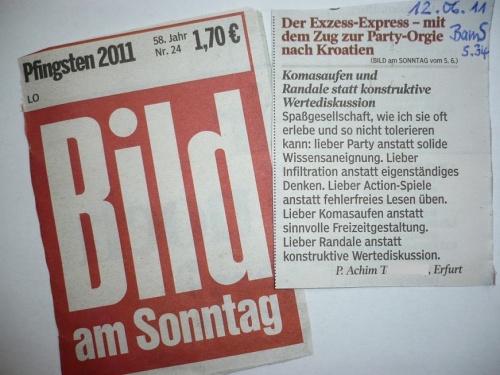 Pfingsten 2011
58. Jahr
Nr. 24
1,70 €
LO
Bild
am Sonntag
12.06.11
BamS
S.34
Der Exzess-Express – mit
dem Zug zur Party-Orgie
nach Kroatien
(BILD am SONNTAG vom 5. 6.)
Komasaufen und
Randale statt konstruktive
Wertediskussion
Spaßgesellschaft, wie ich sie oft
erlebe und so nicht tolerieren
kann: lieber Party anstatt solide
Wissensaneignung. Lieber
Infiltration anstatt eigenständiges
Denken. Lieber Action-Spiele
anstatt fehlerfreies Lesen üben.
Lieber Komasaufen anstatt
sinnvolle Freizeitgestaltung.
Lieber Randale anstatt
konstruktive Wertediskussion.
P. Achim T , Erfurt